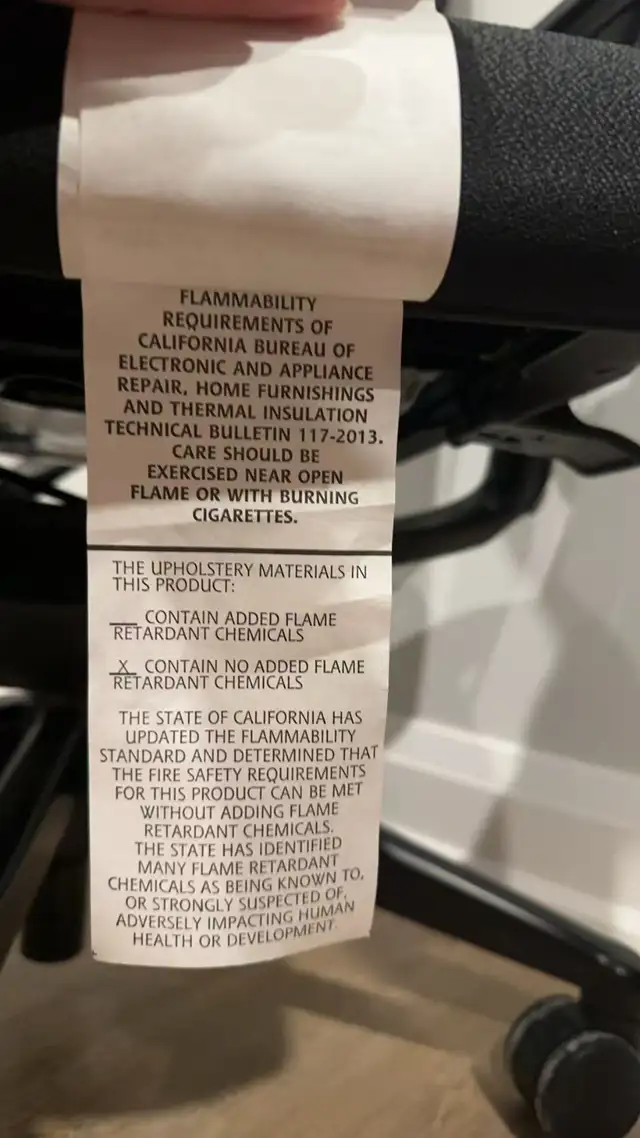 FLAMMABILITY
REQUIREMENTS OF
CALIFORNIA BUREAU OF
ELECTRONIC AND APPLIANCE
REPAIR, HOME FURNISHINGS
AND THERMAL INSULATION
TECHNICAL BULLETIN 117-2013.
CARE SHOULD BE
EXERCISED NEAR OPEN
FLAME OR WITH BURNING
CIGARETTES.
THE UPHOLSTERY MATERIALS IN
THIS PRODUCT:
___ CONTAIN ADDED FLAME
RETARDANT CHEMICALS
X CONTAIN NO ADDED FLAME
RETARDANT CHEMICALS
THE STATE OF CALIFORNIA HAS
UPDATED THE FLAMMABILITY
STANDARD AND DETERMINED THAT
THE FIRE SAFETY REQUIREMENTS
FOR THIS PRODUCT CAN BE MET
WITHOUT ADDING FLAME
RETARDANT CHEMICALS.
THE STATE HAS IDENTIFIED
MANY FLAME RETARDANT
CHEMICALS AS BEING KNOWN TO,
OR STRONGLY SUSPECTED OF,
ADVERSELY IMPACTING HUMAN
HEALTH OR DEVELOPMENT.